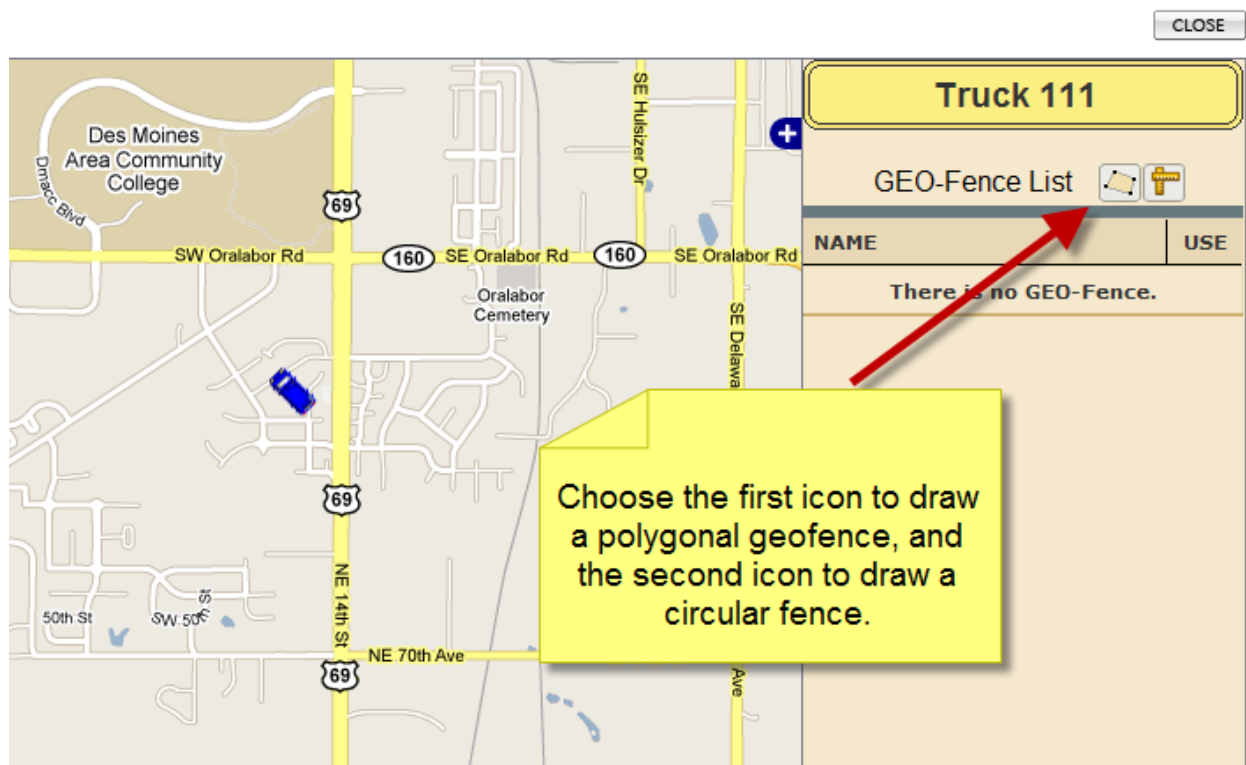 CLOSE
Truck 111
GEO-Fence List
NAME USE
There is no GEO-Fence.
Des Moines
Area Community
College
Dmacc Blvd
69
SE Hulsizer Dr
SW Oralabor Rd
160
SE Oralabor Rd
160
SE Oralabor Rd
Oralabor
Cemetery
SE Delawa
69
NE 14th St
50th St
SW 50th St
NE 70th Ave
69
Ave
Choose the first icon to draw
a polygonal geofence, and
the second icon to draw a
circular fence.